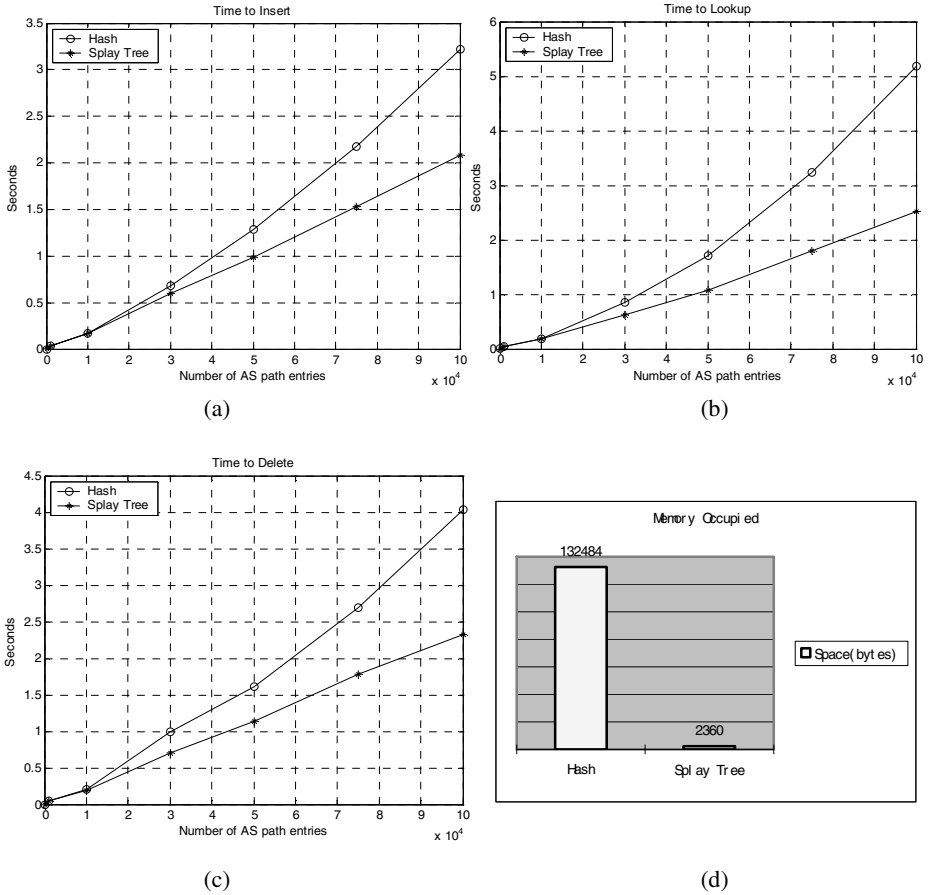 Time to Insert
3.5
3
2.5
2
1.5
1
0.5
0
Seconds
Hash
Splay Tree
0 1 2 3 4 5 6 7 8 9 10
Number of AS path entries
x 10^4
(a)
Time to Lookup
6
5
4
3
2
1
0
Seconds
Hash
Splay Tree
0 1 2 3 4 5 6 7 8 9 10
Number of AS path entries
x 10^4
(b)
Time to Delete
4.5
4
3.5
3
2.5
2
1.5
1
0.5
0
Seconds
Hash
Splay Tree
0 1 2 3 4 5 6 7 8 9 10
Number of AS path entries
x 10^4
(c)
Memory Occupied
132484
2360
Hash Splay Tree
Space(bytes)
(d)